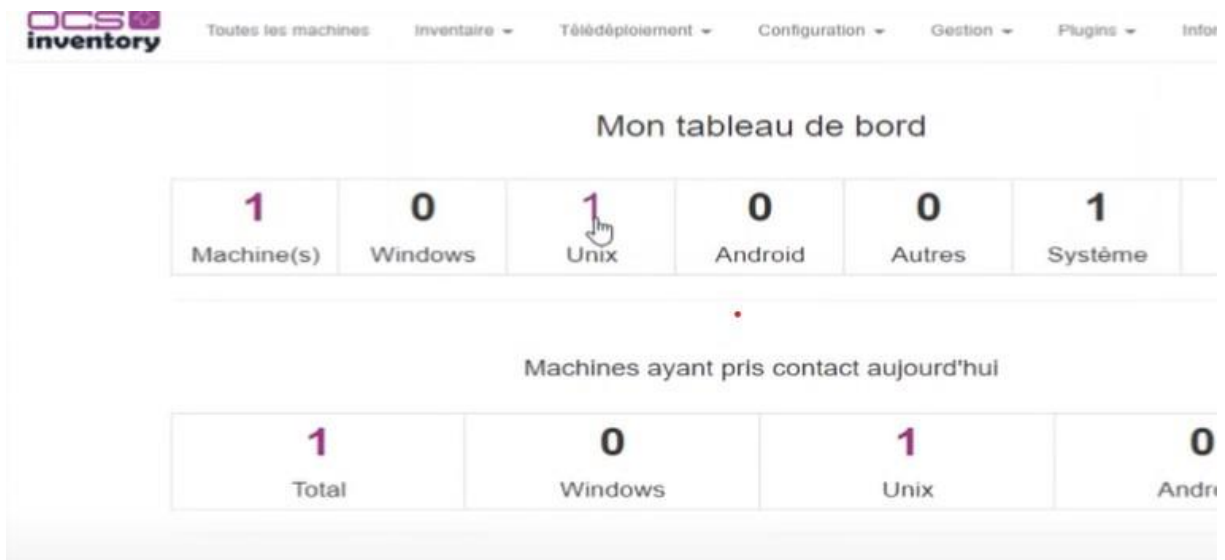 OCS
inventory
Toutes les machines Inventaire Télédéploiement Configuration Gestion Plugins Infor
Mon tableau de bord
1 0 1 0 0 1
Machine(s) Windows Unix Android Autres Système
Machines ayant pris contact aujourd'hui
1 0 1 0
Total Windows Unix Andro